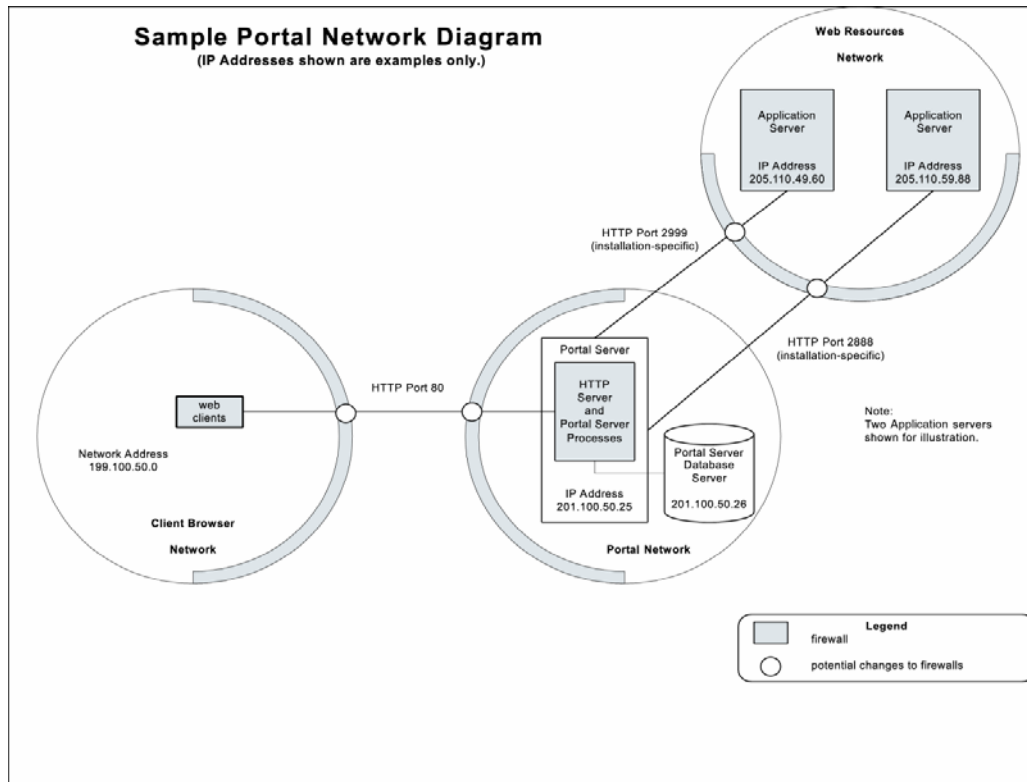 Sample Portal Network Diagram
(IP Addresses shown are examples only.)
Web Resources
Network
Application
Server
IP Address
205.110.49.60
Application
Server
IP Address
205.110.59.88
HTTP Port 2999
(installation-specific)
HTTP Port 2888
(installation-specific)
Note:
Two Application servers
shown for illustration.
HTTP Port 80
web
clients
Network Address
199.100.50.0
Client Browser
Network
Portal Server
HTTP
Server
and
Portal Server
Processes
IP Address
201.100.50.25
Portal Server
Database
Server
201.100.50.26
Portal Network
Legend
firewall
potential changes to firewalls